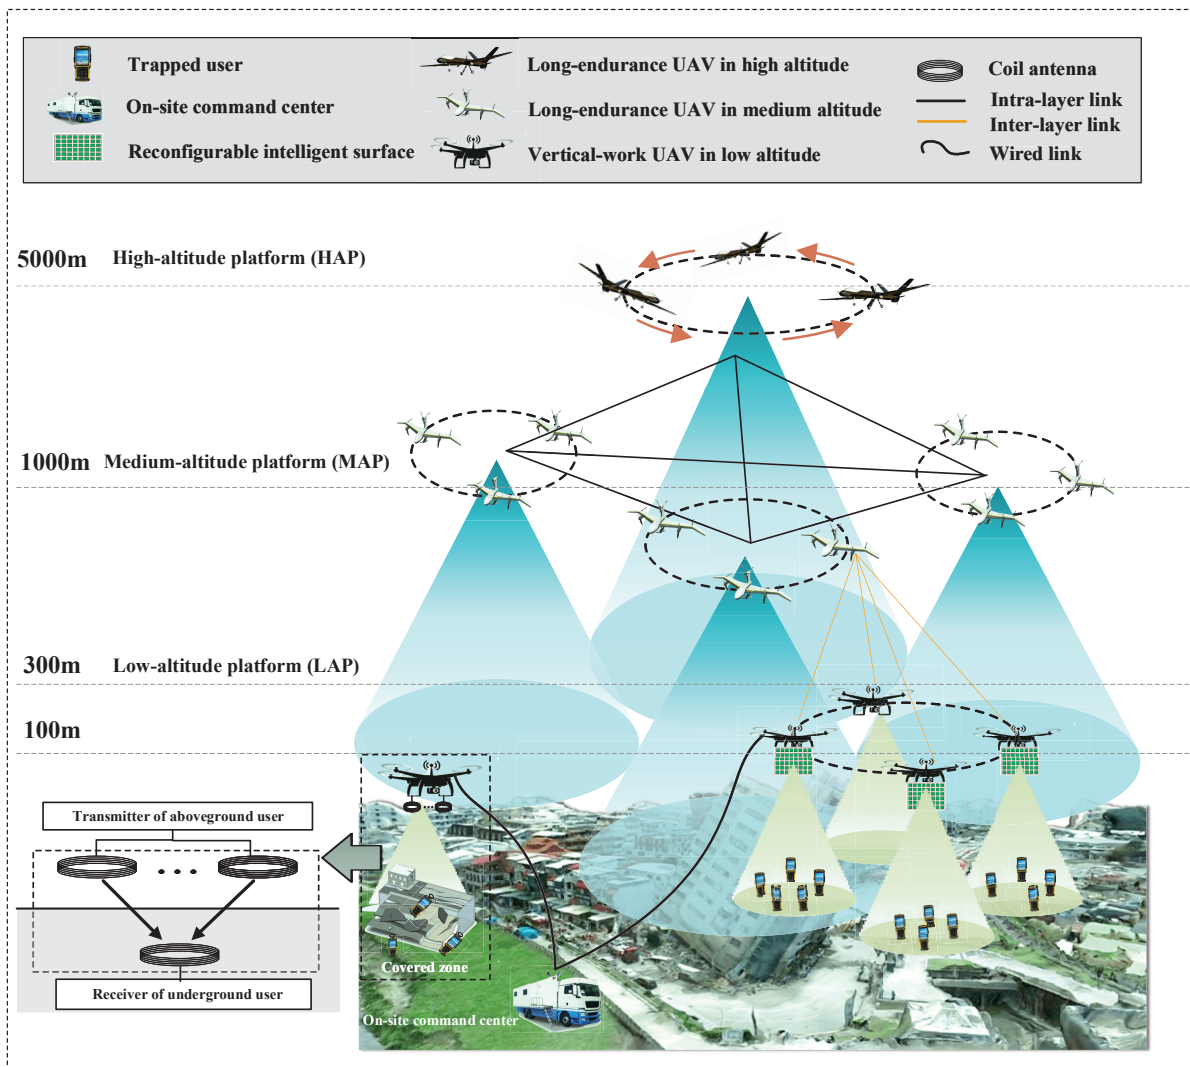 Trapped user
On-site command center
Reconfigurable intelligent surface
Long-endurance UAV in high altitude
Long-endurance UAV in medium altitude
Vertical-work UAV in low altitude
Coil antenna
Intra-layer link
Inter-layer link
Wired link
5000m High-altitude platform (HAP)
1000m Medium-altitude platform (MAP)
300m Low-altitude platform (LAP)
100m
Transmitter of aboveground user
Receiver of underground user
Covered zone
On-site command center